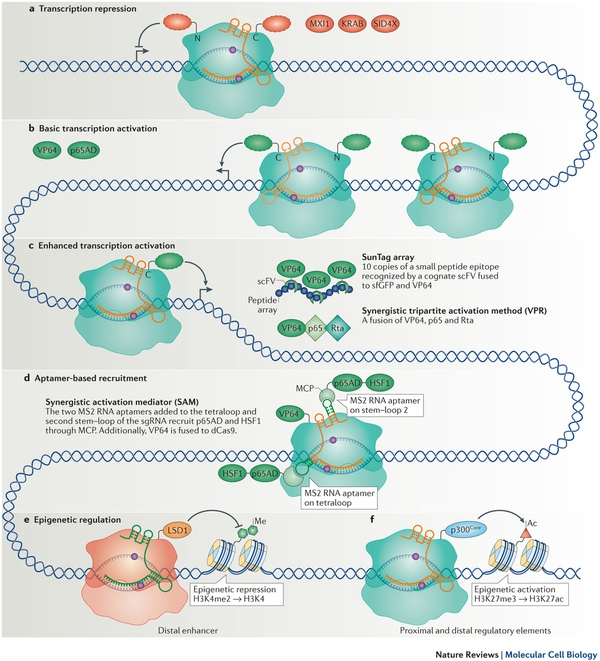 a Transcription repression
N
C
MXI1
KRAB
SID4X
b Basic transcription activation
VP64
p65AD
C
N
C
N
c Enhanced transcription activation
C
VP64
VP64
VP64
scFV
Peptide
array
SunTag array
10 copies of a small peptide epitope
recognized by a cognate scFV fused
to sfGFP and VP64
VP64
p65
Rta
Synergistic tripartite activation method (VPR)
A fusion of VP64, p65 and Rta
d Aptamer-based recruitment
Synergistic activation mediator (SAM)
The two MS2 RNA aptamers added to the tetraloop and
second stem–loop of the sgRNA recruit p65AD and HSF1
through MCP. Additionally, VP64 is fused to dCas9.
MCP
p65AD
HSF1
MS2 RNA aptamer
on stem–loop 2
VP64
HSF1
p65AD
MS2 RNA aptamer
on tetraloop
e Epigenetic regulation
LSD1
Me
Epigenetic repression
H3K4me2 → H3K4
Distal enhancer
f
p300Core
Ac
Epigenetic activation
H3K27me3 → H3K27ac
Proximal and distal regulatory elements
Nature Reviews | Molecular Cell Biology